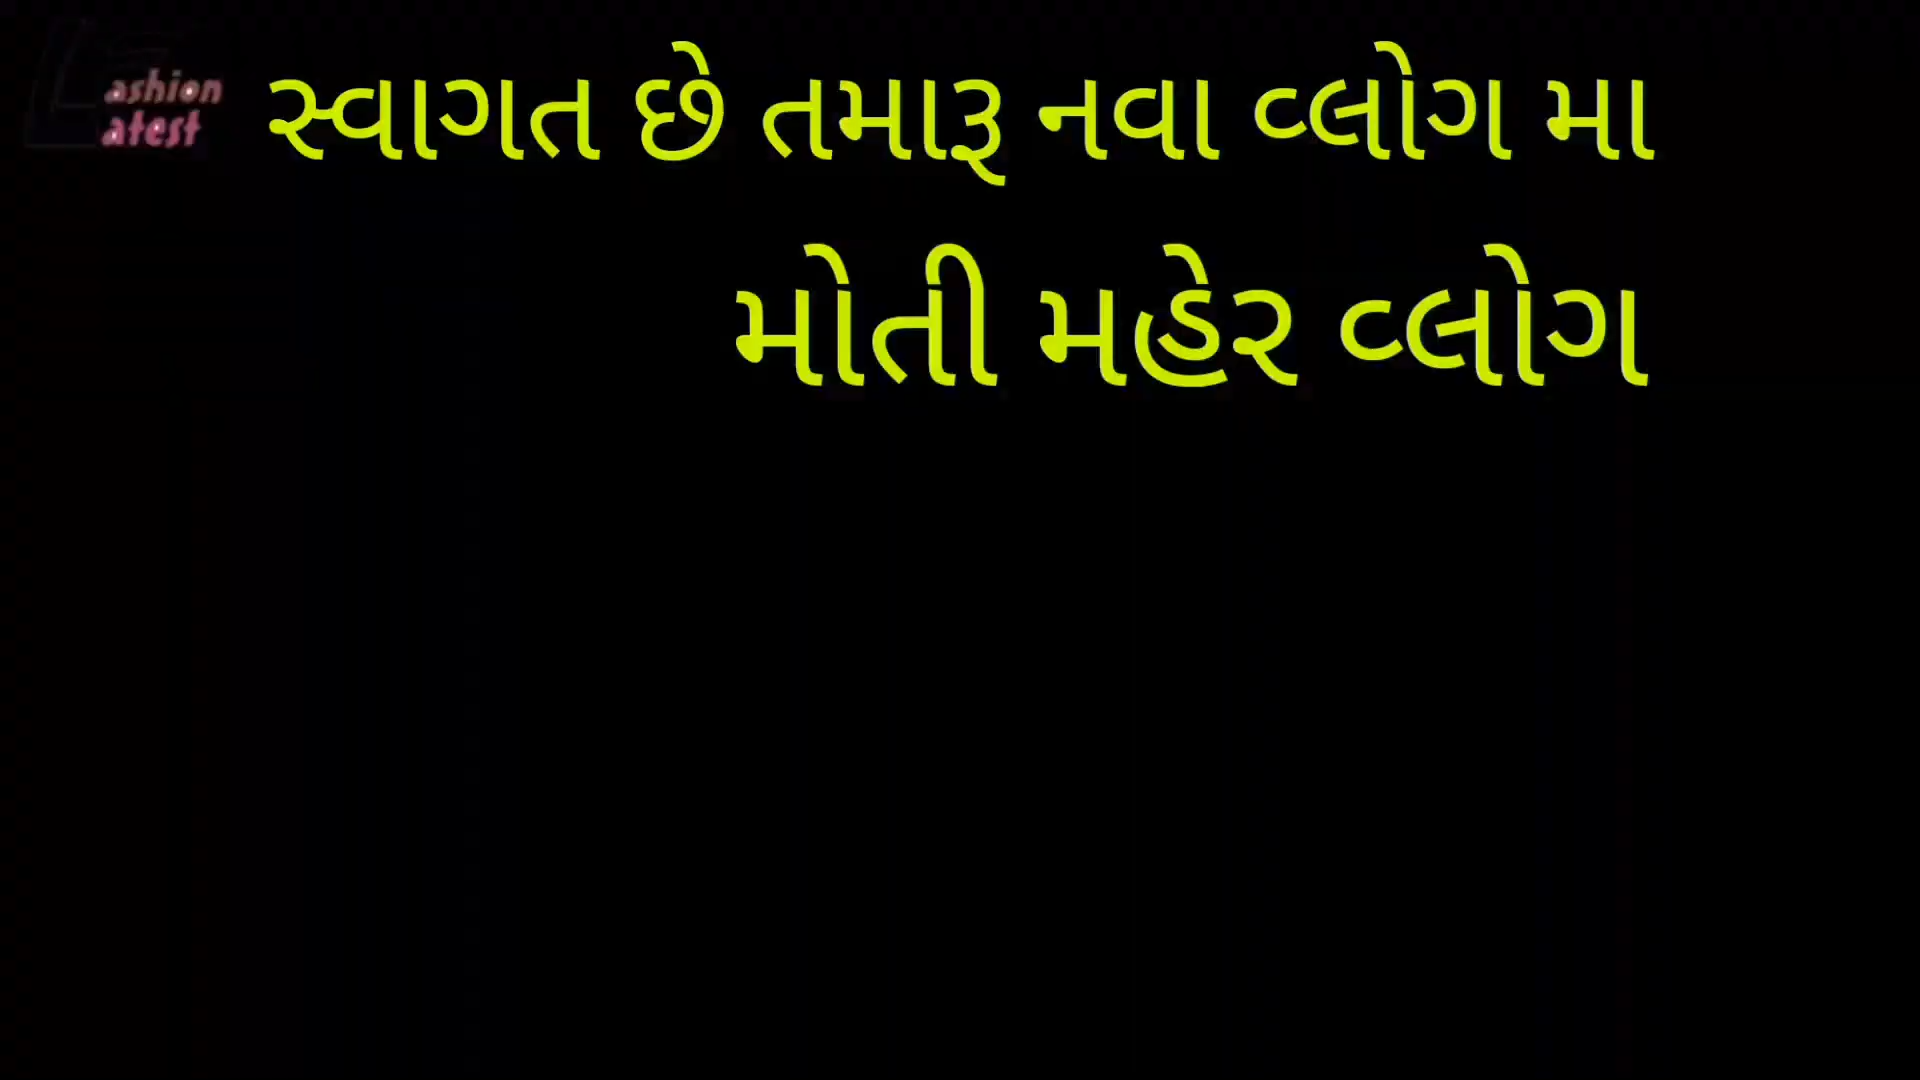 ashion
atest
સ્વાગત છે તમારૂ નવા વ્લોગ મા
મોતી મહેર વ્લોગ